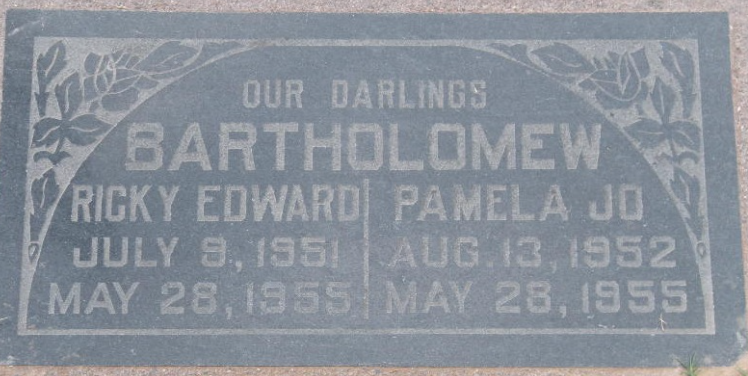 OUR DARLINGS
BARTHOLOMEW
RICKY EDWARD PAMELA JO
JULY 9, 1951 AUG. 13, 1952
MAY 28, 1955 MAY 28, 1955